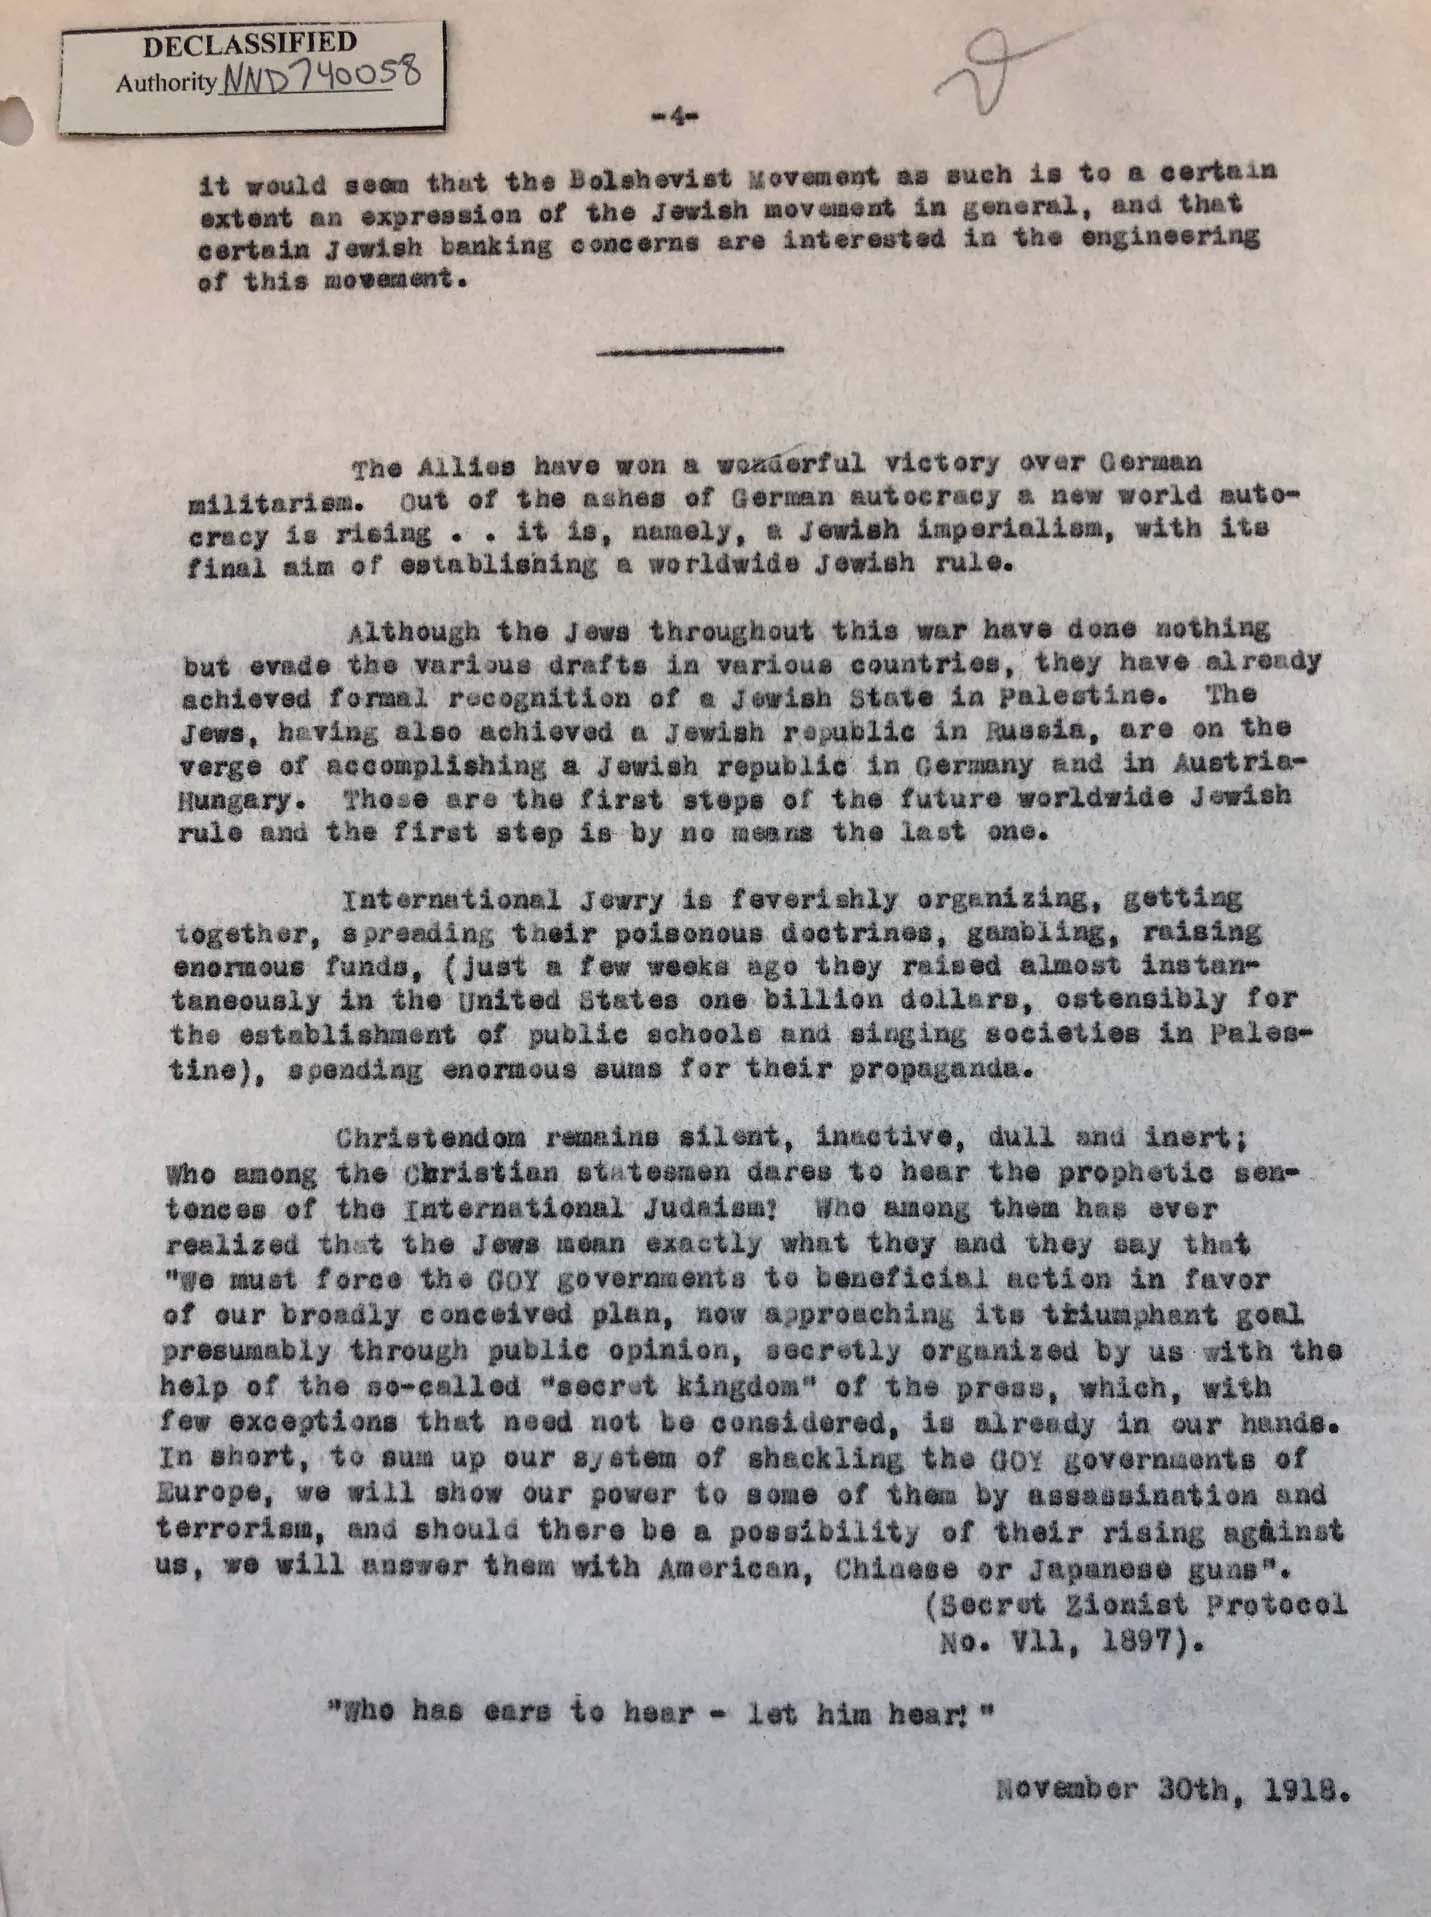 DECLASSIFIED
Authority NND740058
-4-
it would seem that the Bolshevist Movement as such is to a certain
extent an expression of the Jewish movement in general, and that
certain Jewish banking concerns are interested in the engineering
of this movement.
The Allies have won a wonderful victory over German
militarism. Out of the ashes of German autocracy a new world auto-
cracy is rising . . it is, namely, a Jewish imperialism, with its
final aim of establishing a worldwide Jewish rule.
Although the Jews throughout this war have done nothing
but evade the various drafts in various countries, they have already
achieved formal recognition of a Jewish State in Palestine. The
Jews, having also achieved a Jewish republic in Russia, are on the
verge of accomplishing a Jewish republic in Germany and in Austria-
Hungary. Those are the first steps of the future worldwide Jewish
rule and the first step is by no means the last one.
International Jewry is feverishly organizing, getting
together, spreading their poisonous doctrines, gambling, raising
enormous funds, (just a few weeks ago they raised almost instan-
taneously in the United States one billion dollars, ostensibly for
the establishment of public schools and singing societies in Pales-
tine), spending enormous sums for their propaganda.
Christendom remains silent, inactive, dull and inert;
Who among the Christian statesmen dares to hear the prophetic sen-
tences of the International Judaism? Who among them has ever
realized that the Jews mean exactly what they and they say that
"We must force the GOY governments to beneficial action in favor
of our broadly conceived plan, now approaching its triumphant goal
presumably through public opinion, secretly organized by us with the
help of the so-called "secret kingdom" of the press, which, with
few exceptions that need not be considered, is already in our hands.
In short, to sum up our system of shackling the GOY governments of
Europe, we will show our power to some of them by assassination and
terrorism, and should there be a possibility of their rising against
us, we will answer them with American, Chinese or Japanese guns".
(Secret Zionist Protocol
No. V11, 1897).
"Who has ears to hear - let him hear!"
November 30th, 1918.